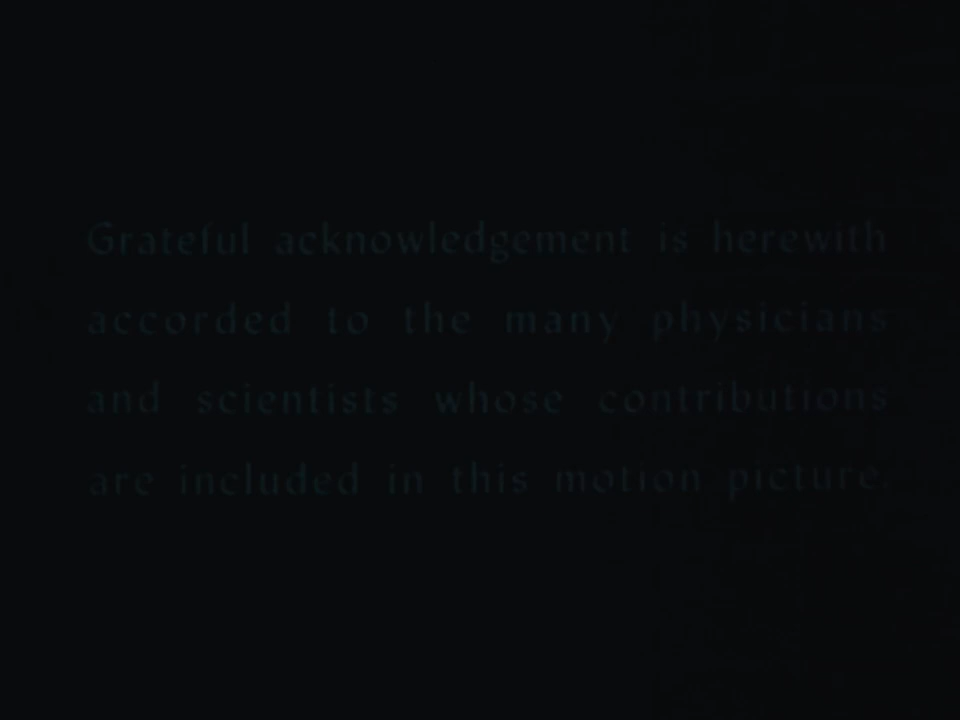 Grateful acknowledgement is herewith
accorded to the many physicians
and scientists whose contributions
are included in this motion picture.